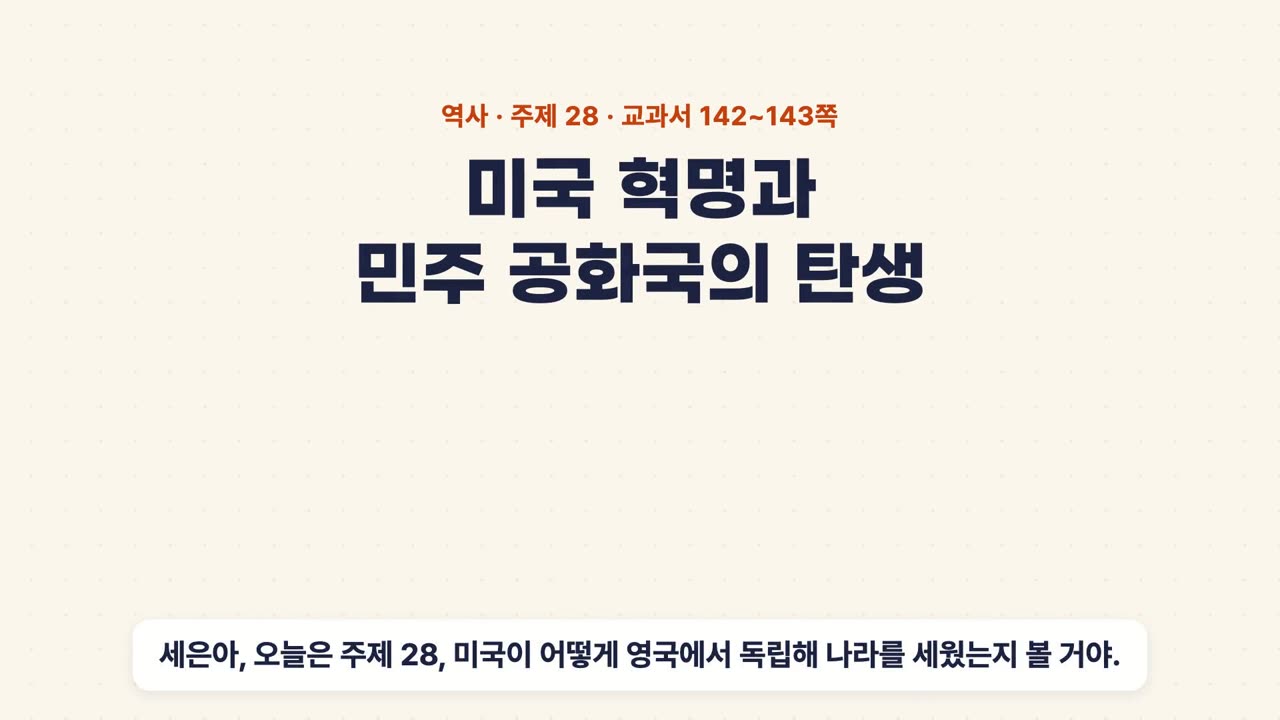 역사 · 주제 28 · 교과서 142~143쪽
미국 혁명과
민주 공화국의 탄생
세은아, 오늘은 주제 28, 미국이 어떻게 영국에서 독립해 나라를 세웠는지 볼 거야.